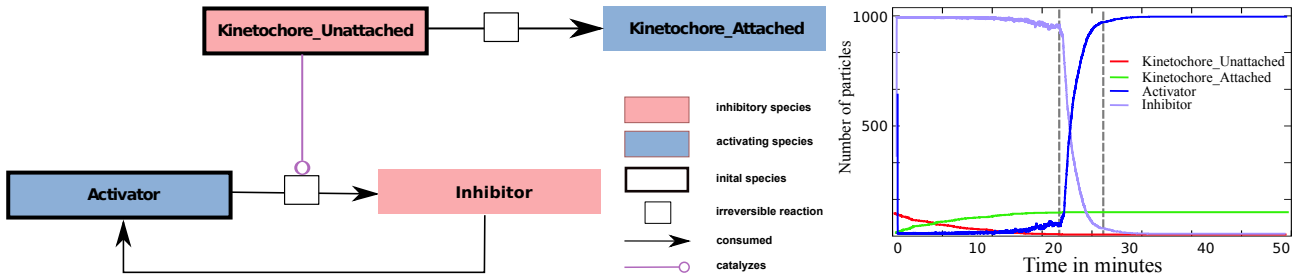 Kinetochore_Unattached
Kinetochore_Attached
Activator
Inhibitor
inhibitory species
activating species
inital species
irreversible reaction
consumed
catalyzes
Number of particles
1000
500
Kinetochore_Unattached
Kinetochore_Attached
Activator
Inhibitor
0 10 20 30 40 50
Time in minutes